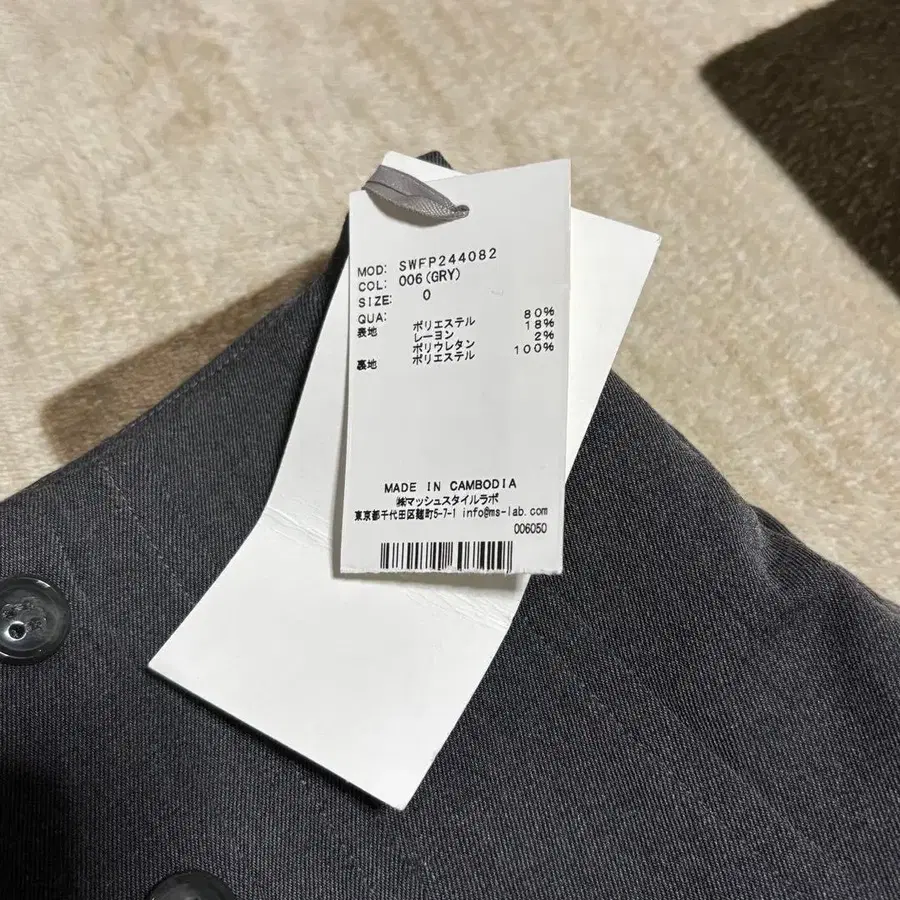 MOD: SWFP244082
COL: 006(GRY)
SIZE: 0
QUA:
表地 ポリエステル 80%
レーヨン 18%
ポリウレタン 2%
裏地 ポリエステル 100%
MADE IN CAMBODIA
㈱マッシュスタイルラボ
東京都千代田区麹町5-7-1 info@ms-lab.com
006050